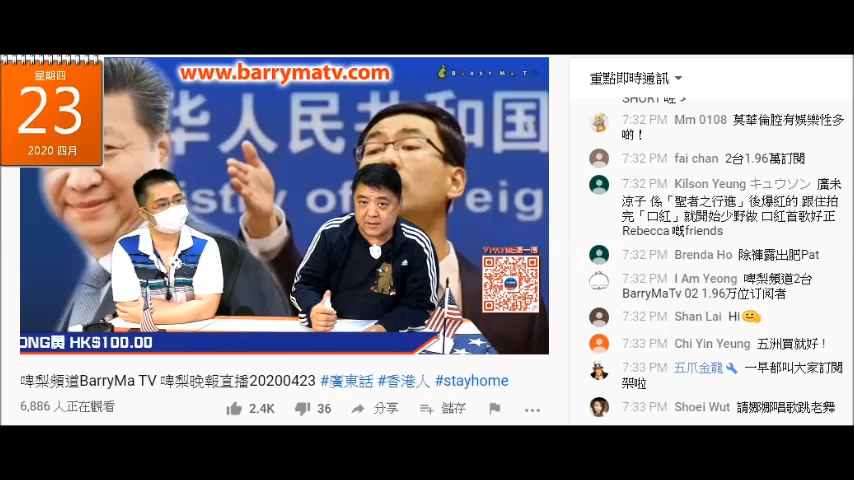 星期四
23
2020 四月
www.barrymatv.com
BarryMa TV
華人民共和國
istry of Foreig
ONG貢 HK$100.00
啤梨頻道BarryMa TV 啤梨晚報直播20200423 #廣東話 #香港人 #stayhome
6,886 人正在觀看
2.4K
36
分享
儲存
重點即時通訊
7:32 PM Mm 0108 莫華倫腔有娛樂性多
啲！
7:32 PM fai chan 2台1.96萬訂閱
7:32 PM Kilson Yeung キュウソン 廣末
涼子 係「聖者之行進」後爆紅的 跟住拍
完「口紅」就開始少野做 口紅首歌好正
Rebecca 嘅friends
7:32 PM Brenda Ho 除褲露出肥Pat
7:32 PM I Am Yeong 啤梨頻道2台
BarryMaTv 02 1.96万位订阅者
7:32 PM Shan Lai Hi
7:33 PM Chi Yin Yeung 五洲買就好！
7:33 PM 五爪金龍 一早都叫大家訂閱
架啦
7:33 PM Shoei Wut 請娜娜唱歌跳老舞